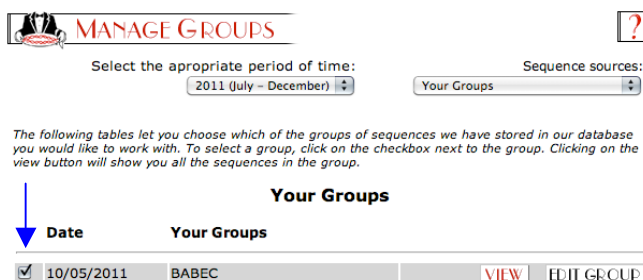 MANAGE GROUPS
?
Select the apropriate period of time:
Sequence sources:
2011 (July – December)
Your Groups
The following tables let you choose which of the groups of sequences we have stored in our database
you would like to work with. To select a group, click on the checkbox next to the group. Clicking on the
view button will show you all the sequences in the group.
Your Groups
Date Your Groups
10/05/2011 BABEC VIEW EDIT GROUP